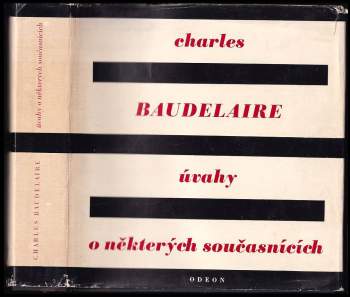 úvahy o některých současnících
CHARLES BAUDELAIRE
charles
BAUDELAIRE
úvahy
o některých současnících
ODEON